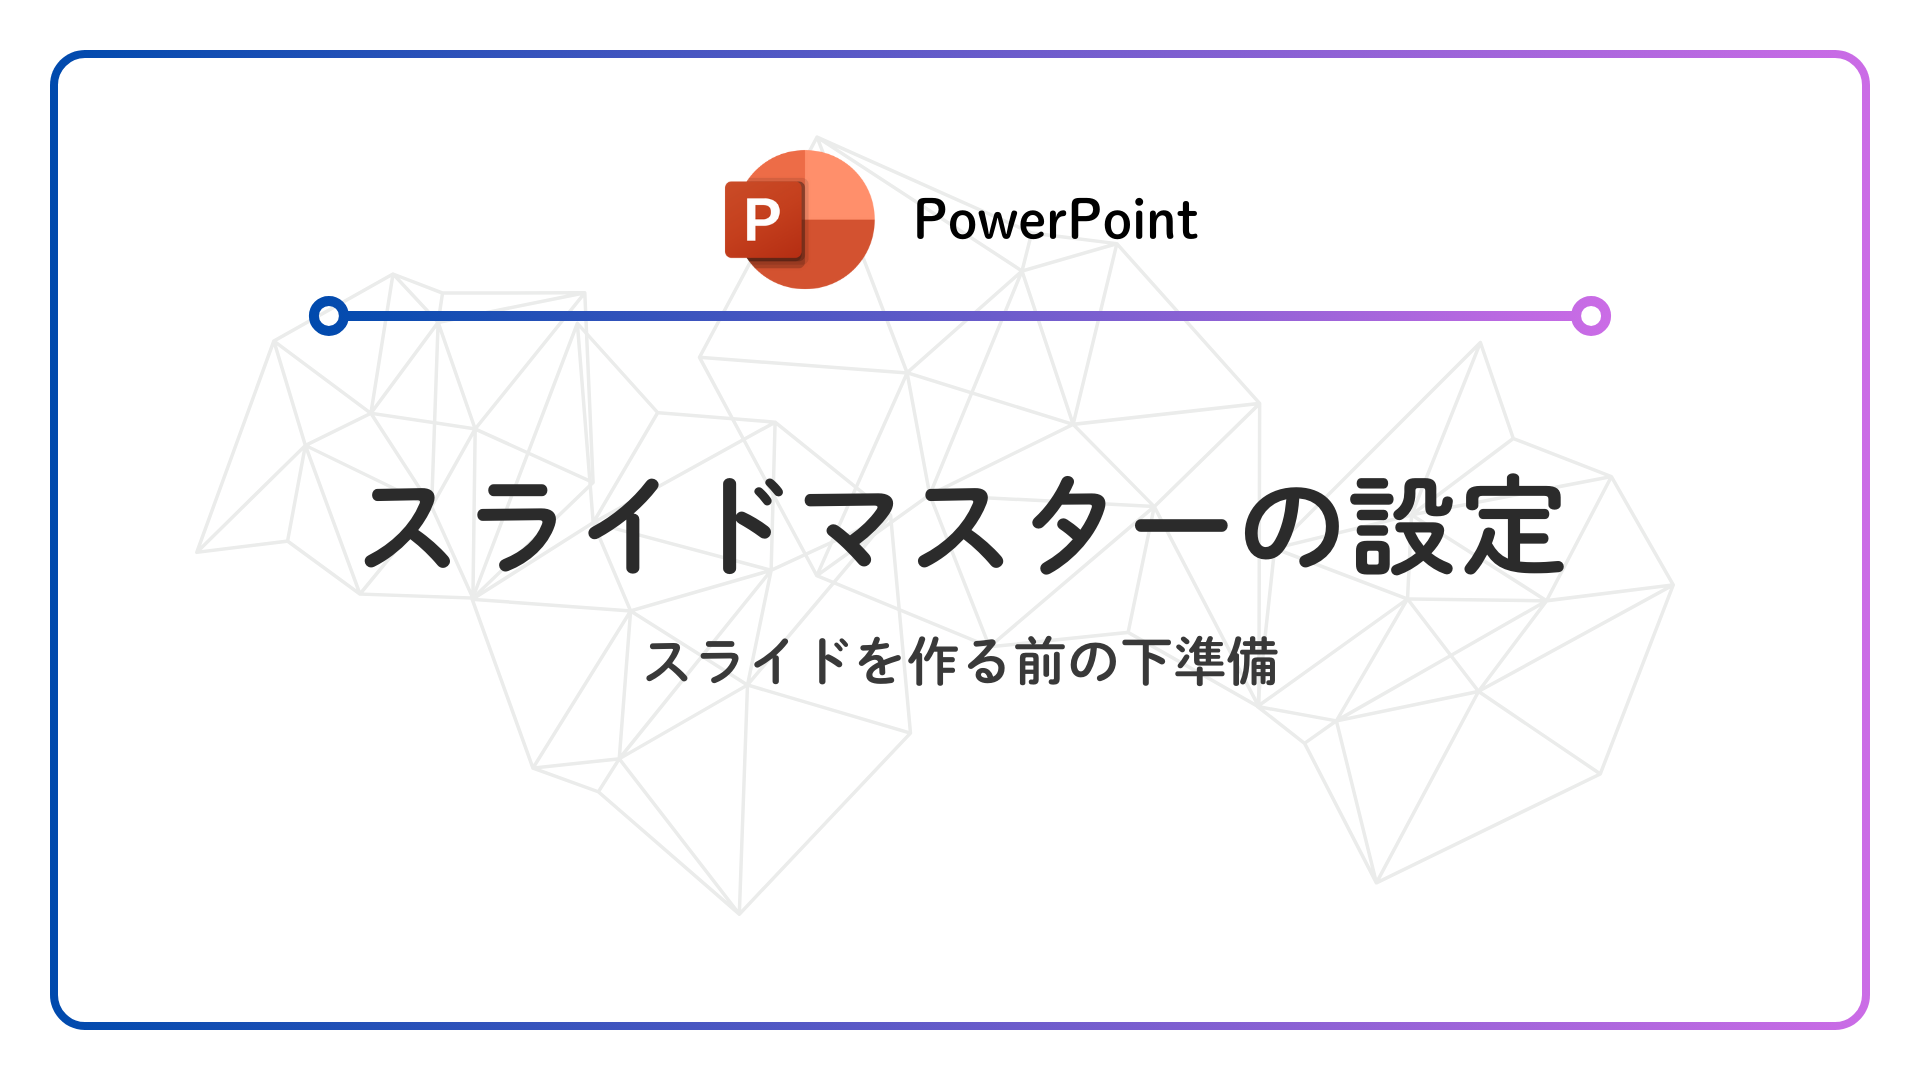 P
PowerPoint
スライドマスターの設定
スライドを作る前の下準備